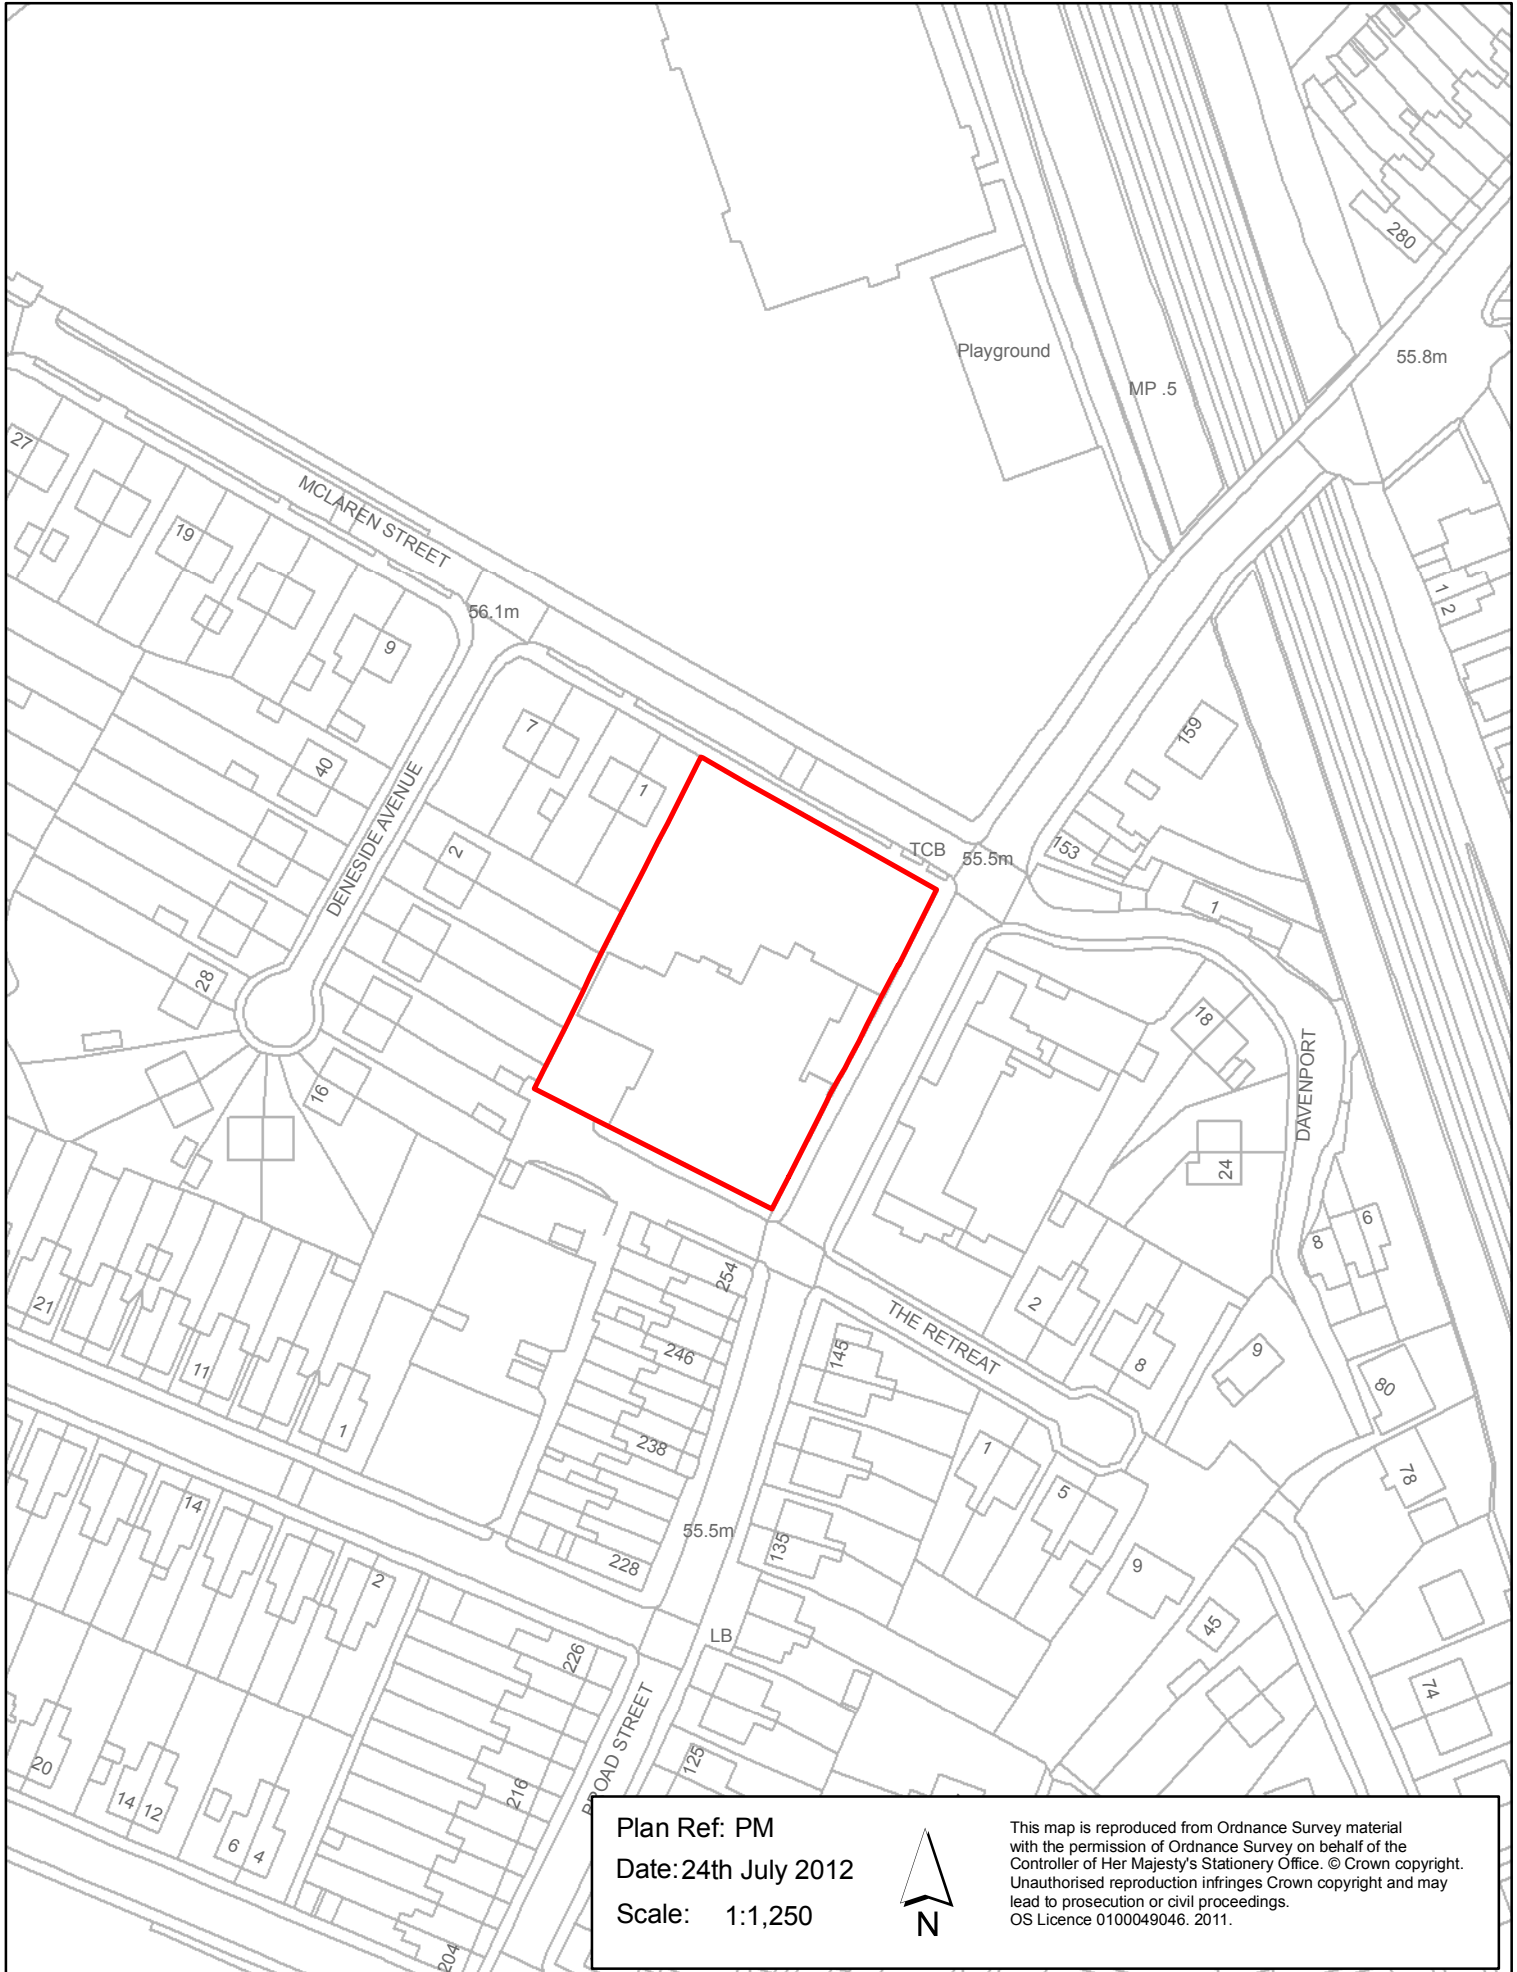 280
Playground
55.8m
MP .5
27
MCLAREN STREET
19
1
2
56.1m
9
159
7
40
1
DENESIDE AVENUE
2
TCB
55.5m
153
1
28
18
DAVENPORT
16
24
6
8
254
21
2
THE RETREAT
246
145
8
9
11
80
1
238
1
78
14
5
55.5m
135
228
9
2
45
LB
226
74
BROAD STREET
125
20
216
14
12
6
4
204
Plan Ref: PM
Date: 24th July 2012
Scale: 1:1,250
N
This map is reproduced from Ordnance Survey material
with the permission of Ordnance Survey on behalf of the
Controller of Her Majesty's Stationery Office. © Crown copyright.
Unauthorised reproduction infringes Crown copyright and may
lead to prosecution or civil proceedings.
OS Licence 0100049046. 2011.